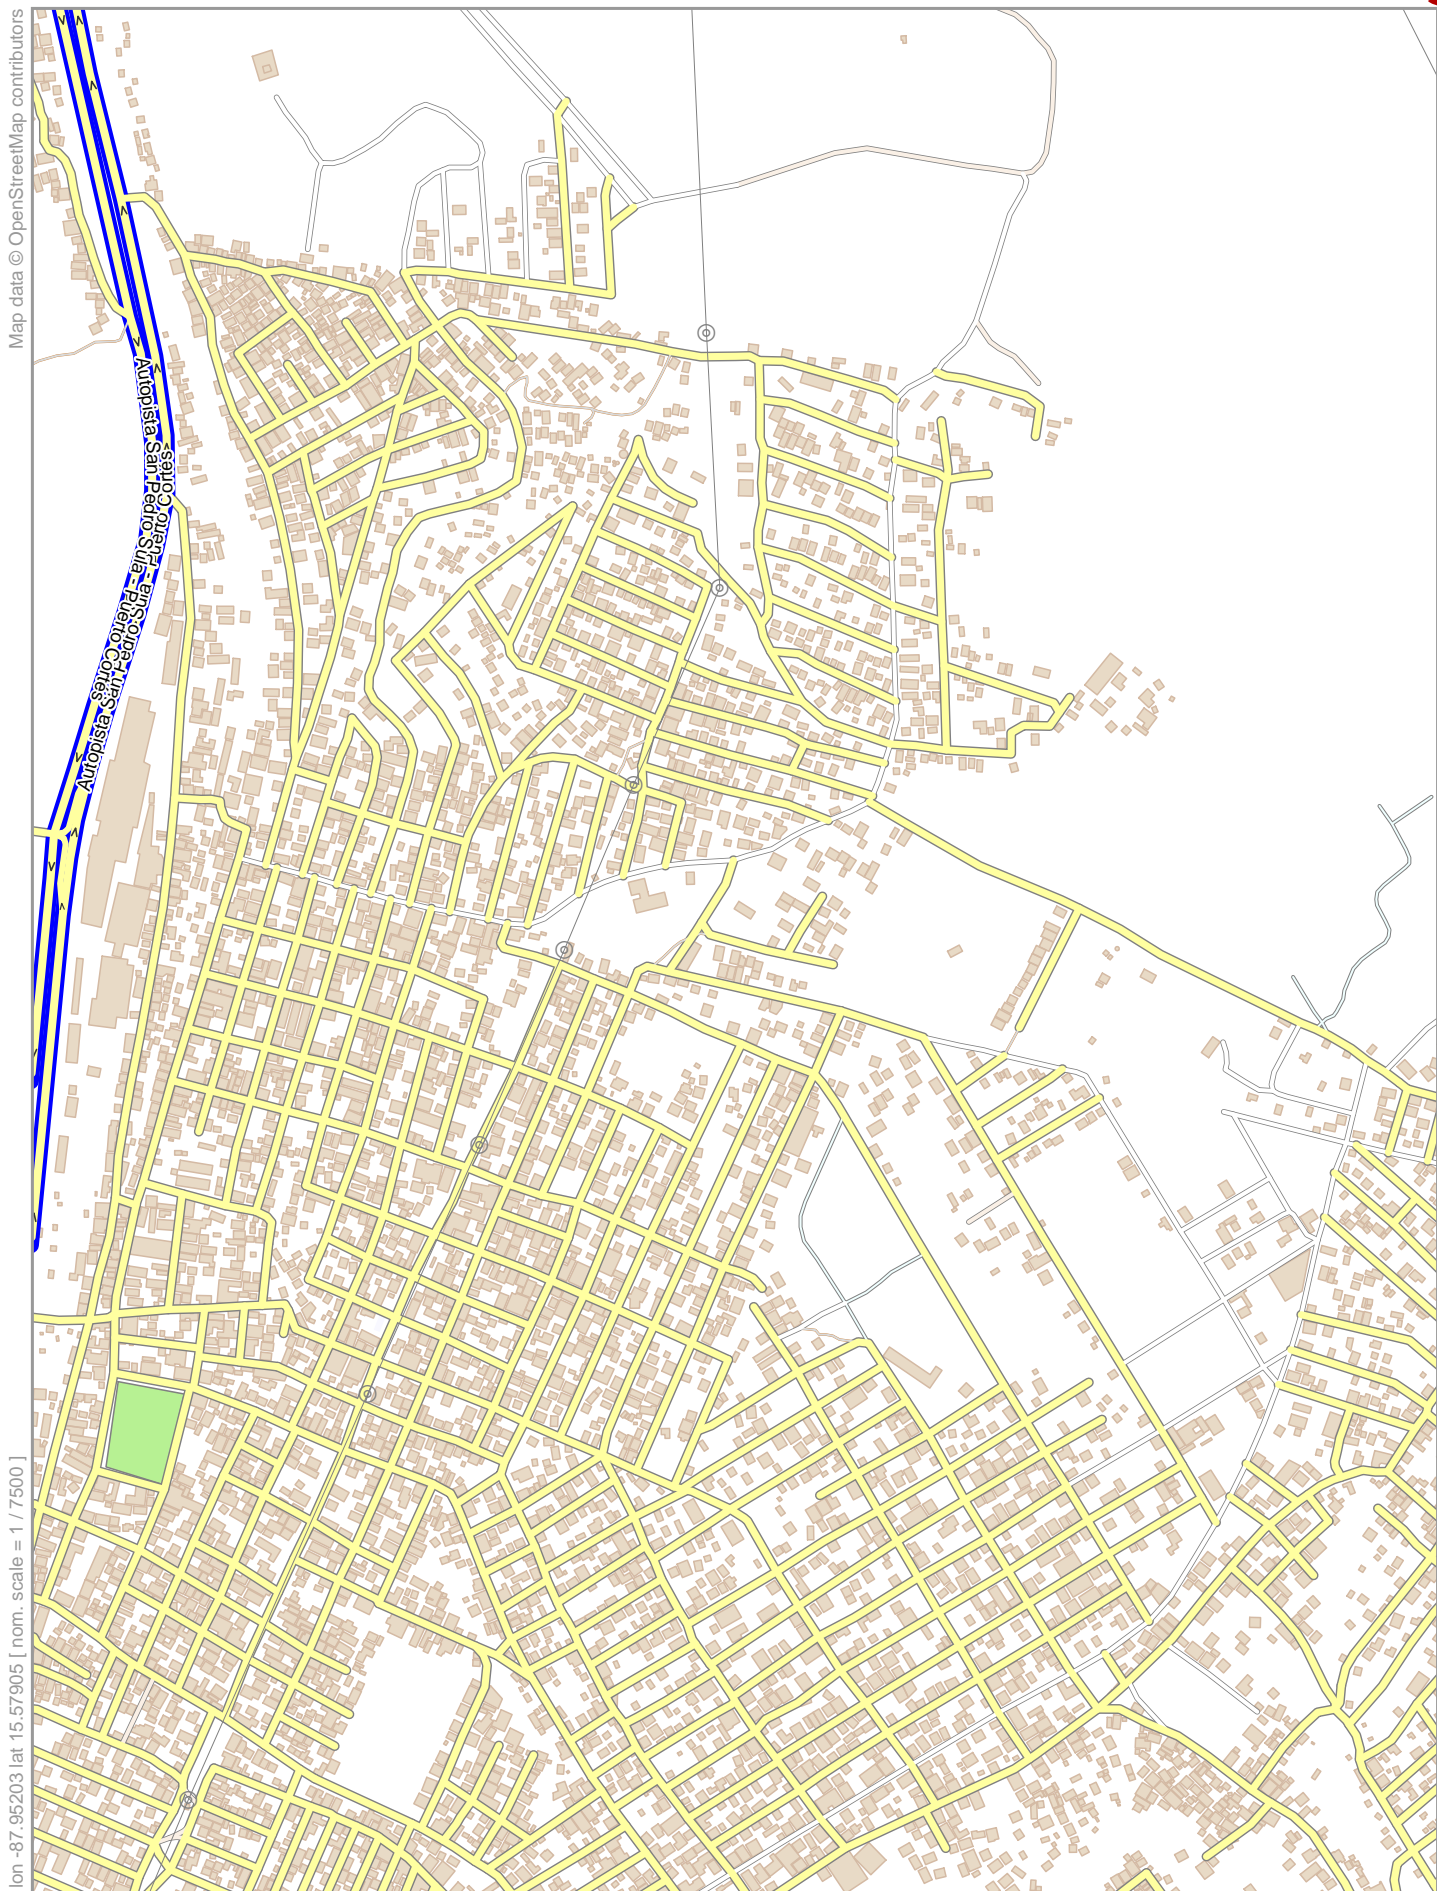 Map data © OpenStreetMap contributors
Autopista San Pedro Sula - Puerto Cortés
Autopista San Pedro Sula - Puerto Cortés
lon -87.95203 lat 15.57905 [ nom. scale = 1 / 7500 ]